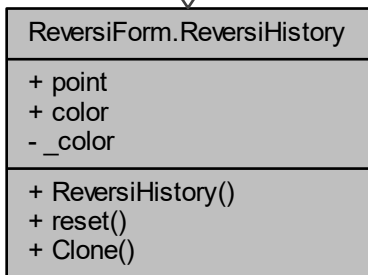 ReversiForm.ReversiHistory
+ point
+ color
- _color
+ ReversiHistory()
+ reset()
+ Clone()